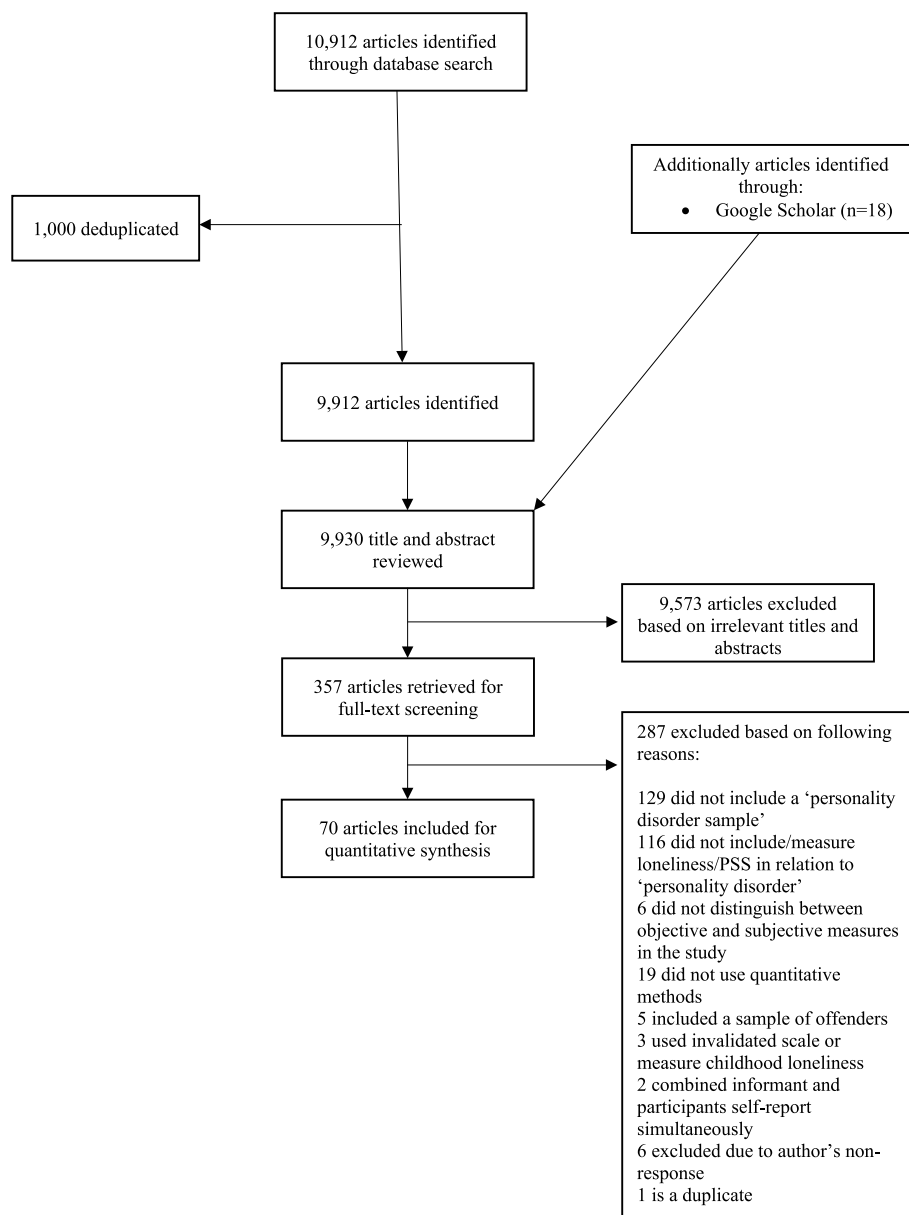 10,912 articles identified
through database search
Additionally articles identified
through:
• Google Scholar (n=18)
1,000 deduplicated
9,912 articles identified
9,930 title and abstract
reviewed
9,573 articles excluded
based on irrelevant titles and
abstracts
357 articles retrieved for
full-text screening
287 excluded based on following
reasons:
129 did not include a ‘personality
disorder sample’
116 did not include/measure
loneliness/PSS in relation to
‘personality disorder’
6 did not distinguish between
objective and subjective measures
in the study
19 did not use quantitative
methods
5 included a sample of offenders
3 used invalidated scale or
measure childhood loneliness
2 combined informant and
participants self-report
simultaneously
6 excluded due to author’s non-
response
1 is a duplicate
70 articles included for
quantitative synthesis